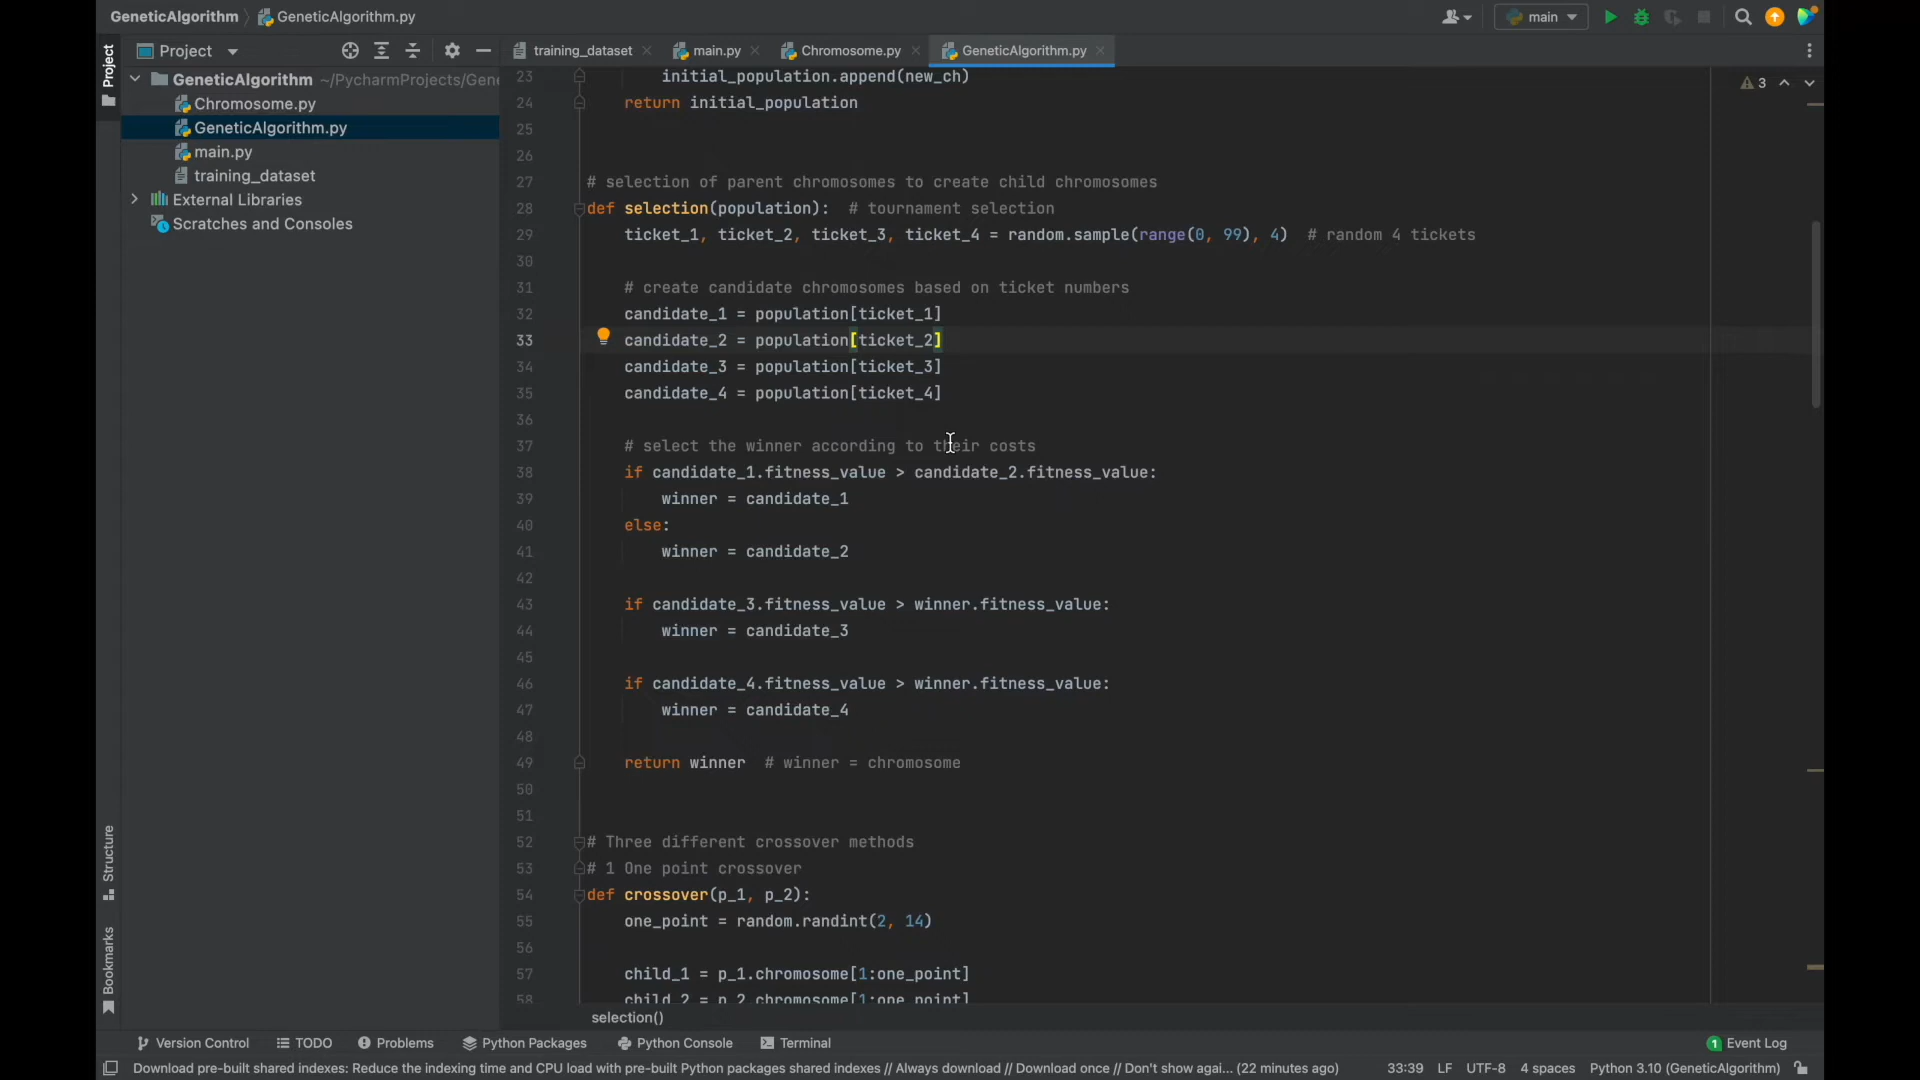 GeneticAlgorithm
GeneticAlgorithm.py
main
Project
Project
training_dataset
main.py
Chromosome.py
GeneticAlgorithm.py
GeneticAlgorithm ~/PycharmProjects/Gene
Chromosome.py
GeneticAlgorithm.py
main.py
training_dataset
External Libraries
Scratches and Consoles
3
23 initial_population.append(new_ch)
24 return initial_population
25
26
27 # selection of parent chromosomes to create child chromosomes
28 def selection(population):  # tournament selection
29 ticket_1, ticket_2, ticket_3, ticket_4 = random.sample(range(0, 99), 4)  # random 4 tickets
30
31 # create candidate chromosomes based on ticket numbers
32 candidate_1 = population[ticket_1]
33 candidate_2 = population[ticket_2]
34 candidate_3 = population[ticket_3]
35 candidate_4 = population[ticket_4]
36
37 # select the winner according to their costs
38 if candidate_1.fitness_value > candidate_2.fitness_value:
39 winner = candidate_1
40 else:
41 winner = candidate_2
42
43 if candidate_3.fitness_value > winner.fitness_value:
44 winner = candidate_3
45
46 if candidate_4.fitness_value > winner.fitness_value:
47 winner = candidate_4
48
49 return winner  # winner = chromosome
50
51
52 # Three different crossover methods
53 # 1 One point crossover
54 def crossover(p_1, p_2):
55 one_point = random.randint(2, 14)
56
57 child_1 = p_1.chromosome[1:one_point]
58 child_2 = p_2.chromosome[1:one_point]
selection()
Structure
Bookmarks
Version Control
TODO
Problems
Python Packages
Python Console
Terminal
1 Event Log
Download pre-built shared indexes: Reduce the indexing time and CPU load with pre-built Python packages shared indexes // Always download // Download once // Don't show agai... (22 minutes ago)
33:39
LF
UTF-8
4 spaces
Python 3.10 (GeneticAlgorithm)